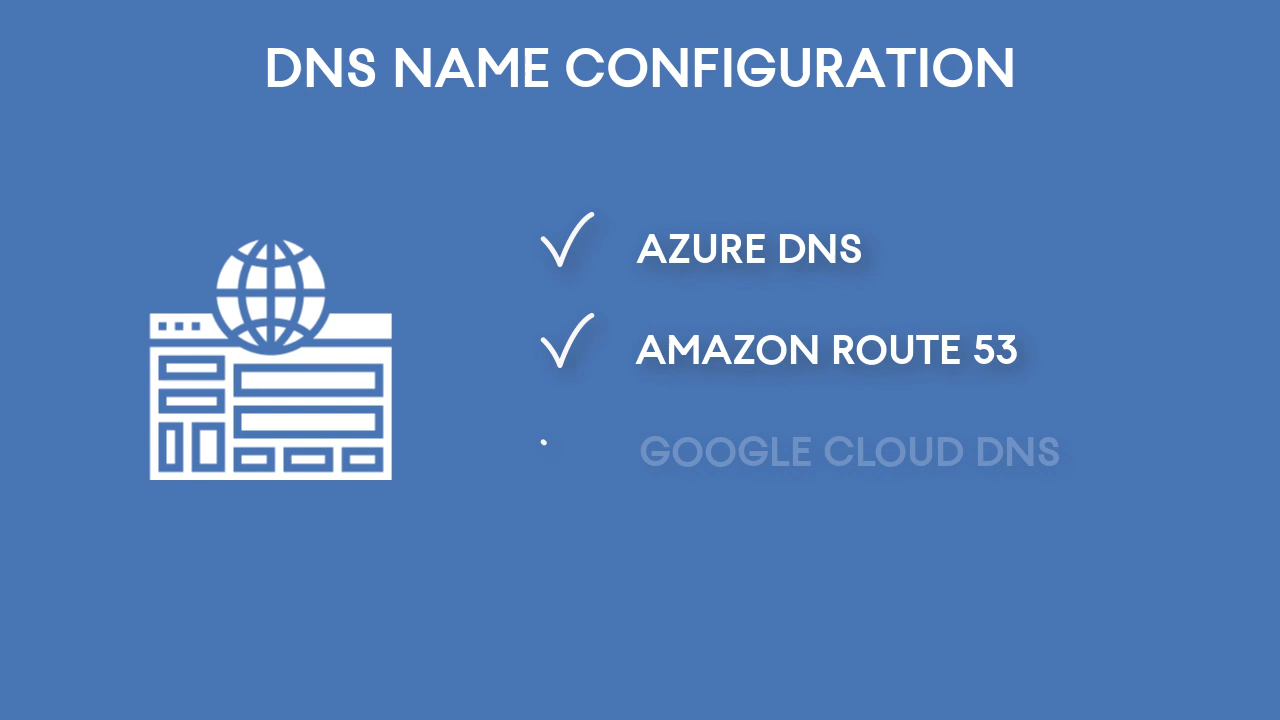 DNS NAME CONFIGURATION
AZURE DNS
AMAZON ROUTE 53
GOOGLE CLOUD DNS